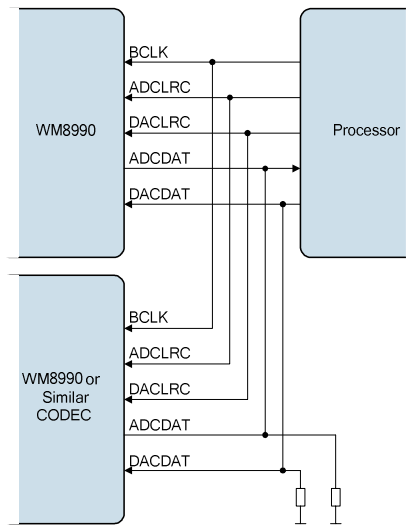 BCLK
ADCLRC
DACLRC
WM8990
Processor
ADCDAT
DACDAT
BCLK
ADCLRC
WM8990 or
Similar
CODEC
DACLRC
ADCDAT
DACDAT